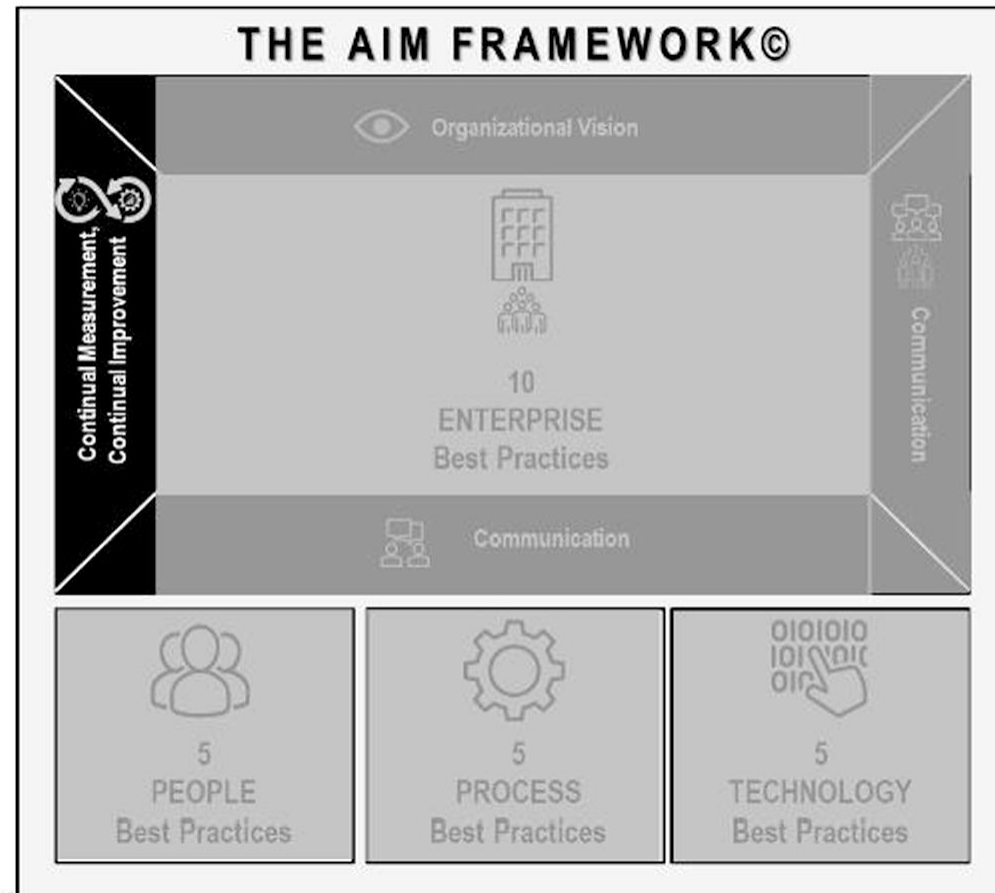 THE AIM FRAMEWORK©
Organizational Vision
Continual Measurement,
Continual Improvement
10
ENTERPRISE
Best Practices
Communication
Communication
5
PEOPLE
Best Practices
5
PROCESS
Best Practices
010101O
5
TECHNOLOGY
Best Practices